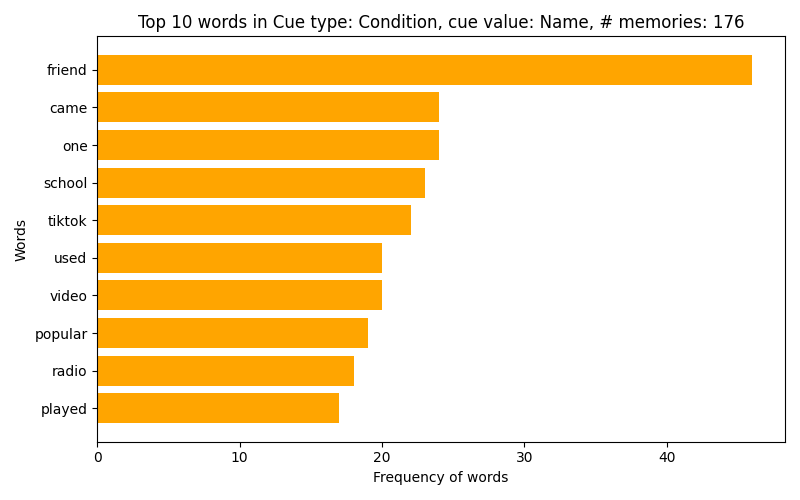 Top 10 words in Cue type: Condition, cue value: Name, # memories: 176
friend
came
one
school
tiktok
used
video
popular
radio
played
Words
0 10 20 30 40
Frequency of words